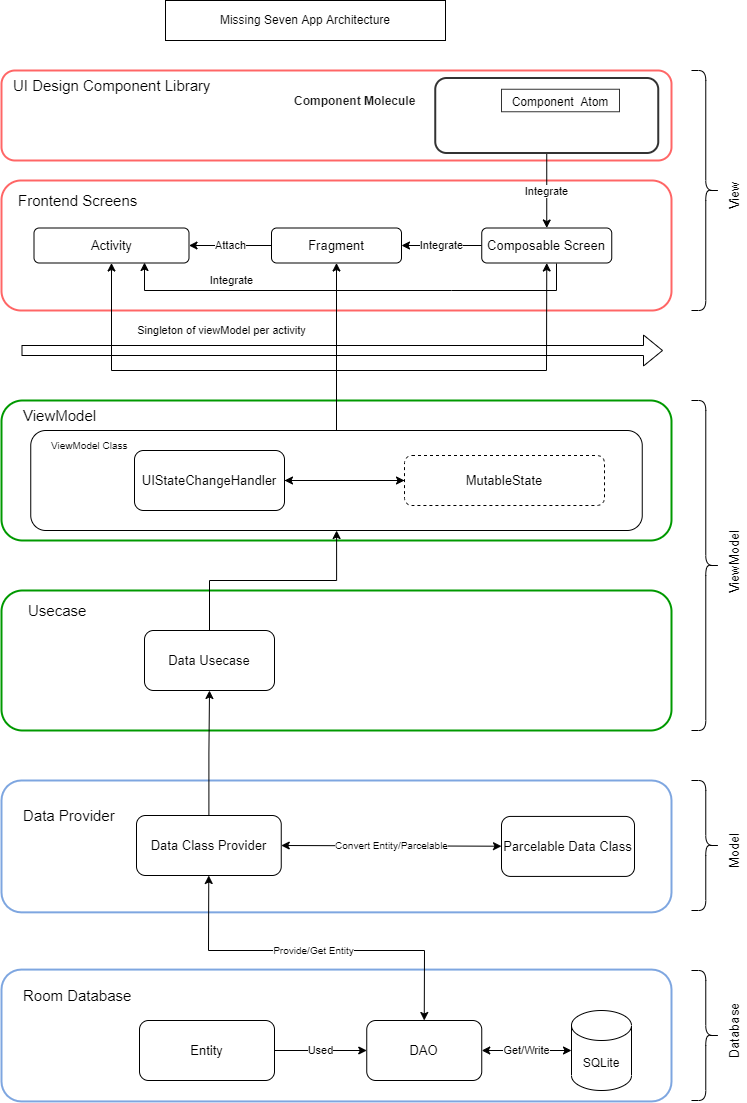 Missing Seven App Architecture
UI Design Component Library
Component Molecule
Component Atom
View
Integrate
Frontend Screens
Activity
Attach
Fragment
Integrate
Composable Screen
Integrate
Singleton of viewModel per activity
ViewModel
ViewModel Class
UIStateChangeHandler
MutableState
ViewModel
Usecase
Data Usecase
Data Provider
Data Class Provider
Convert Entity/Parcelable
Parcelable Data Class
Model
Provide/Get Entity
Room Database
Entity
Used
DAO
Get/Write
SQLite
Database